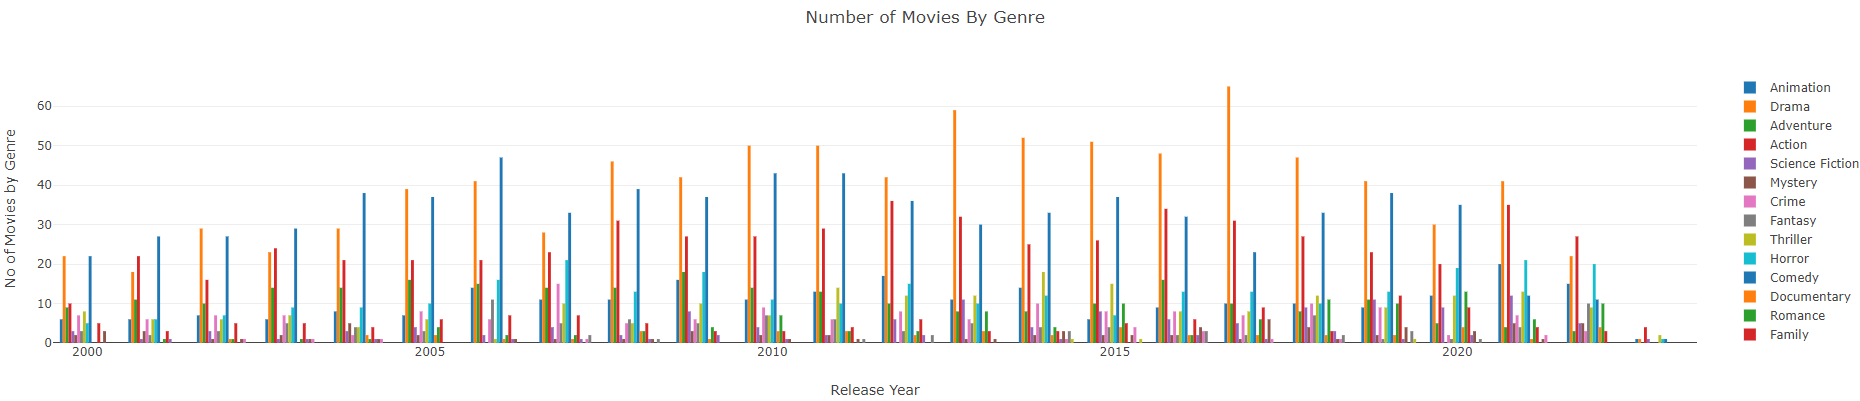 Number of Movies By Genre
No of Movies by Genre
60
50
40
30
20
10
0
2000
2005
2010
2015
2020
Release Year
Animation
Drama
Adventure
Action
Science Fiction
Mystery
Crime
Fantasy
Thriller
Horror
Comedy
Documentary
Romance
Family